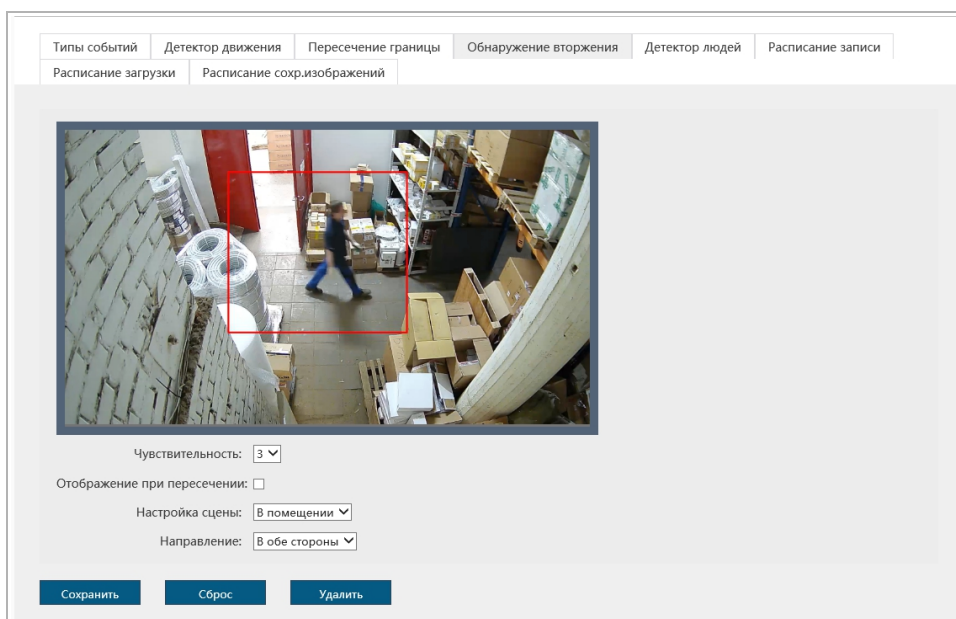 Типы событий Детектор движения Пересечение границы Обнаружение вторжения Детектор людей Расписание записи
Расписание загрузки Расписание сохр.изображений
Чувствительность: 3
Отображение при пересечении:
Настройка сцены: В помещении
Направление: В обе стороны
Сохранить Сброс Удалить